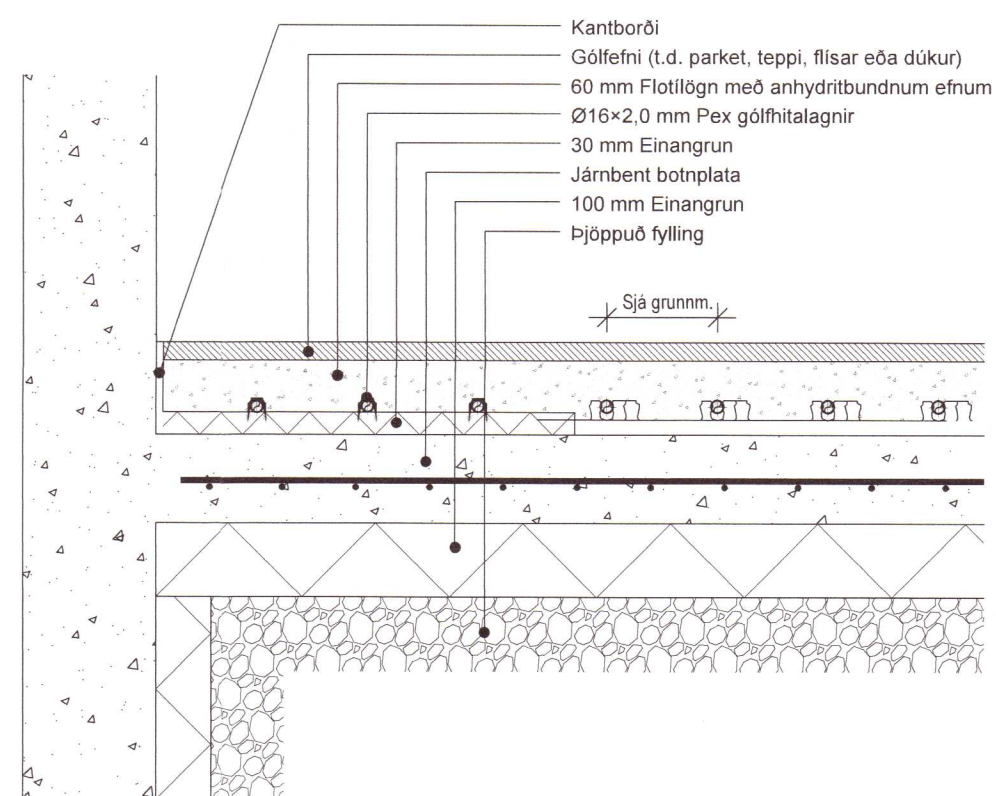 Kantborði
Gólfefni (t.d. parket, teppi, flísar eða dúkur)
60 mm Flotílögn með anhydritbundnum efnum
Ø16×2,0 mm Pex gólfhitalagnir
30 mm Einangrun
Járnbent botnplata
100 mm Einangrun
Þjöppuð fylling
Sjá grunnm.